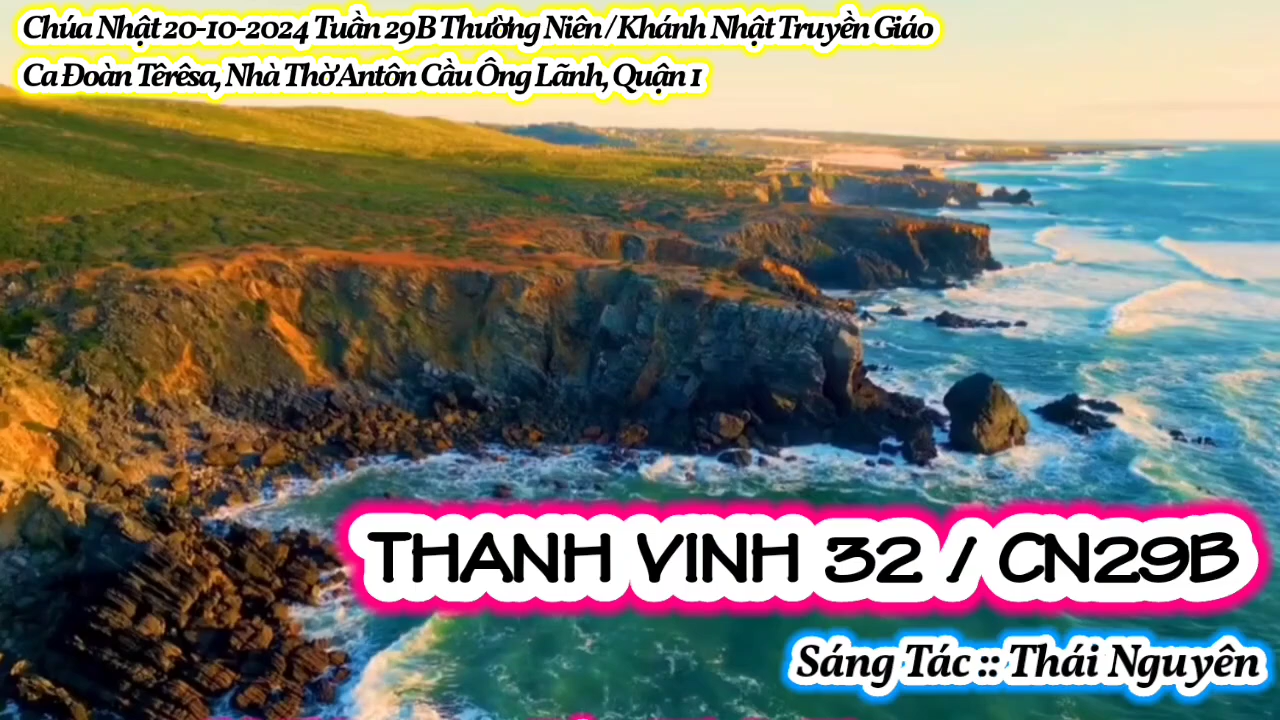 Chúa Nhật 20-10-2024 Tuần 29B Thường Niên / Khánh Nhật Truyền Giáo
Ca Đoàn Têrêsa, Nhà Thờ Antôn Cầu Ông Lãnh, Quận 1
THANH VINH 32 / CN29B
Sáng Tác :: Thái Nguyên